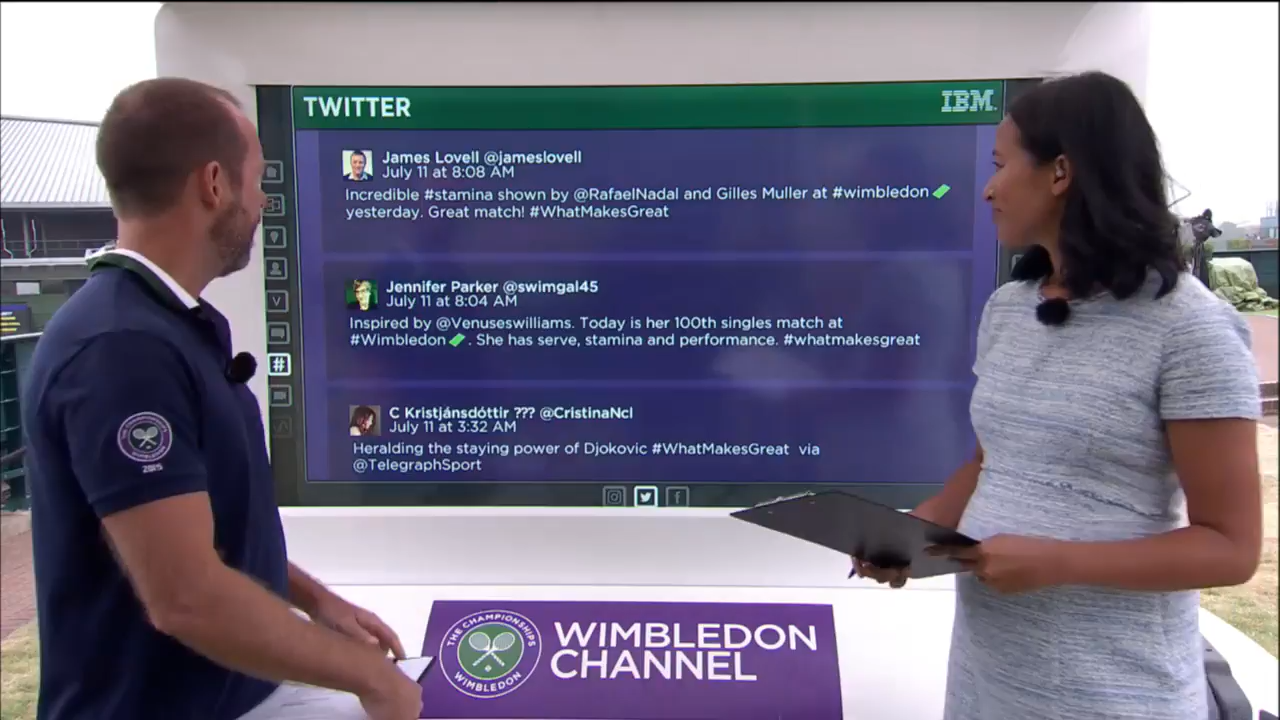 TWITTER
IBM.
James Lovell @jameslovell
July 11 at 8:08 AM
Incredible #stamina shown by @RafaelNadal and Gilles Muller at #wimbledon
yesterday. Great match! #WhatMakesGreat
Jennifer Parker @swimgal45
July 11 at 8:04 AM
Inspired by @Venuseswilliams. Today is her 100th singles match at
#Wimbledon . She has serve, stamina and performance. #whatmakesgreat
C Kristjánsdóttir ??? @CristinaNcl
July 11 at 3:32 AM
Heralding the staying power of Djokovic #WhatMakesGreat via
@TelegraphSport
V
#
f
THE CHAMPIONSHIPS
WIMBLEDON
2015
THE CHAMPIONSHIPS
WIMBLEDON
WIMBLEDON
CHANNEL